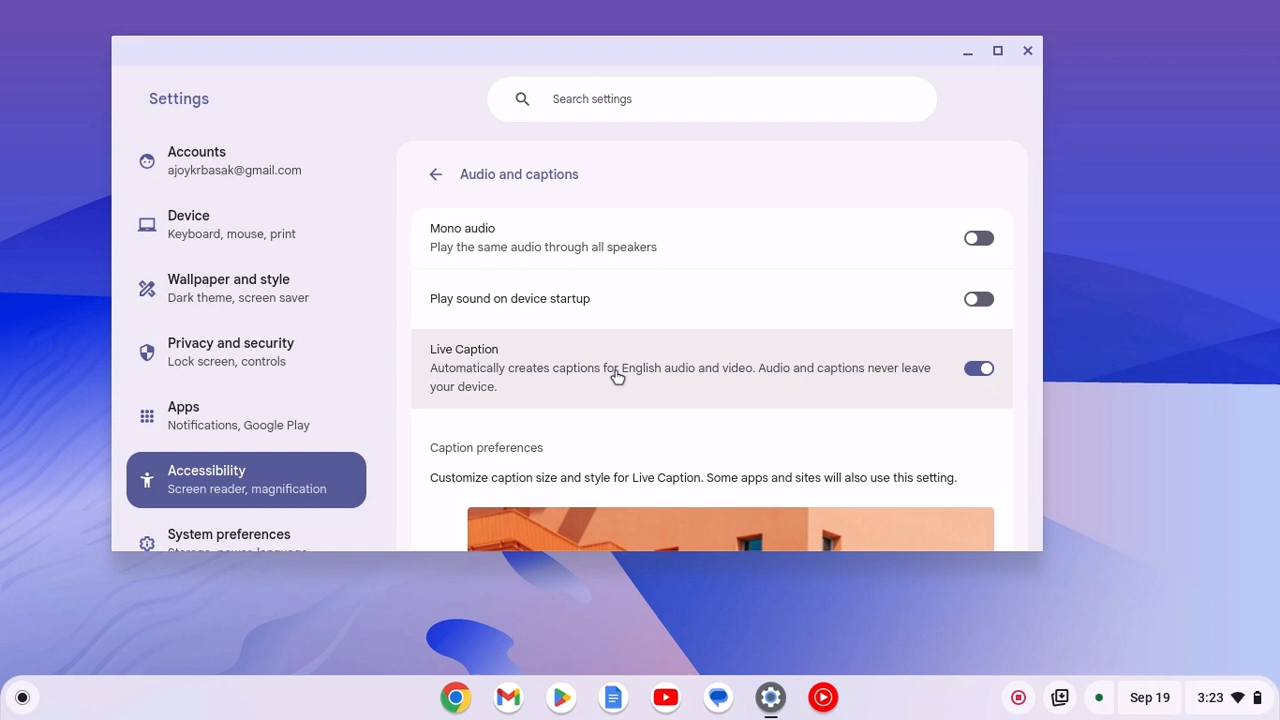 Settings
Search settings
Accounts
ajoykrbasak@gmail.com
Device
Keyboard, mouse, print
Wallpaper and style
Dark theme, screen saver
Privacy and security
Lock screen, controls
Apps
Notifications, Google Play
Accessibility
Screen reader, magnification
System preferences
Storage, power, language
Audio and captions
Mono audio
Play the same audio through all speakers
Play sound on device startup
Live Caption
Automatically creates captions for English audio and video. Audio and captions never leave
your device.
Caption preferences
Customize caption size and style for Live Caption. Some apps and sites will also use this setting.
Sep 19
3:23